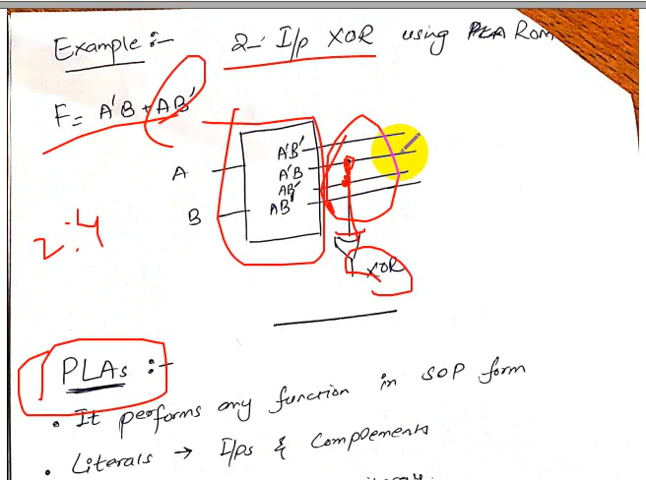 Example :-
2- I/p XOR using PLA Rom
F = A'B + AB'
A'B'
A
A'B
AB'
B
AB
2:4
XOR
PLAs :-
• It performs any function in SOP form
• Literals → I/ps & Complements